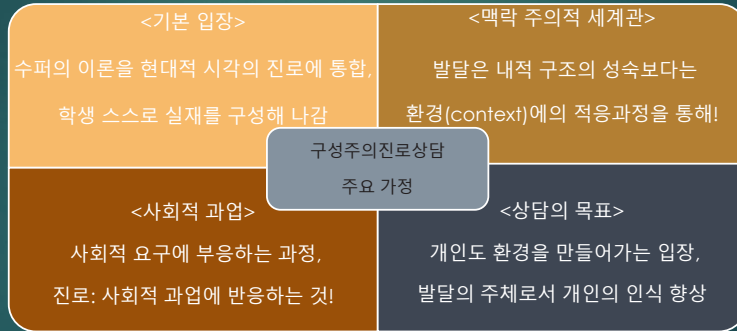 <기본 입장>
수퍼의 이론을 현대적 시각의 진로에 통합,
학생 스스로 실재를 구성해 나감
<맥락 주의적 세계관>
발달은 내적 구조의 성숙보다는
환경(context)에의 적응과정을 통해!
구성주의진로상담
주요 가정
<사회적 과업>
사회적 요구에 부응하는 과정,
진로: 사회적 과업에 반응하는 것!
<상담의 목표>
개인도 환경을 만들어가는 입장,
발달의 주체로서 개인의 인식 향상